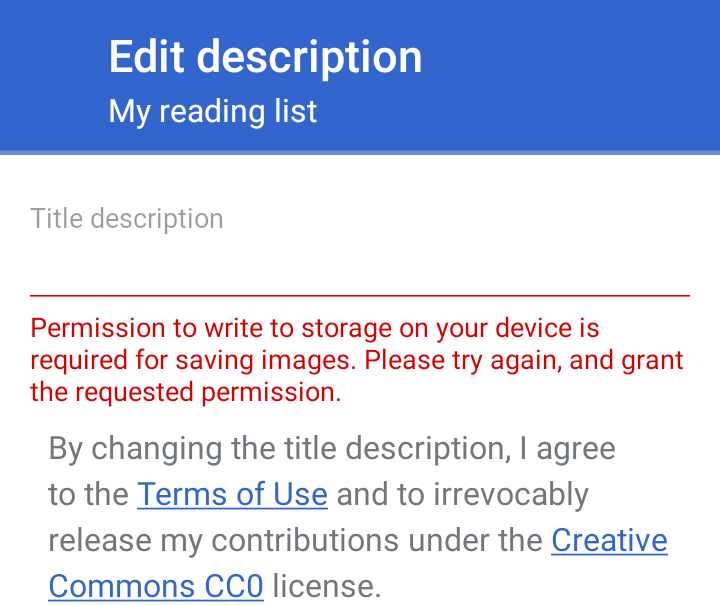 Edit description
My reading list
Title description
Permission to write to storage on your device is
required for saving images. Please try again, and grant
the requested permission.
By changing the title description, I agree
to the Terms of Use and to irrevocably
release my contributions under the Creative
Commons CC0 license.